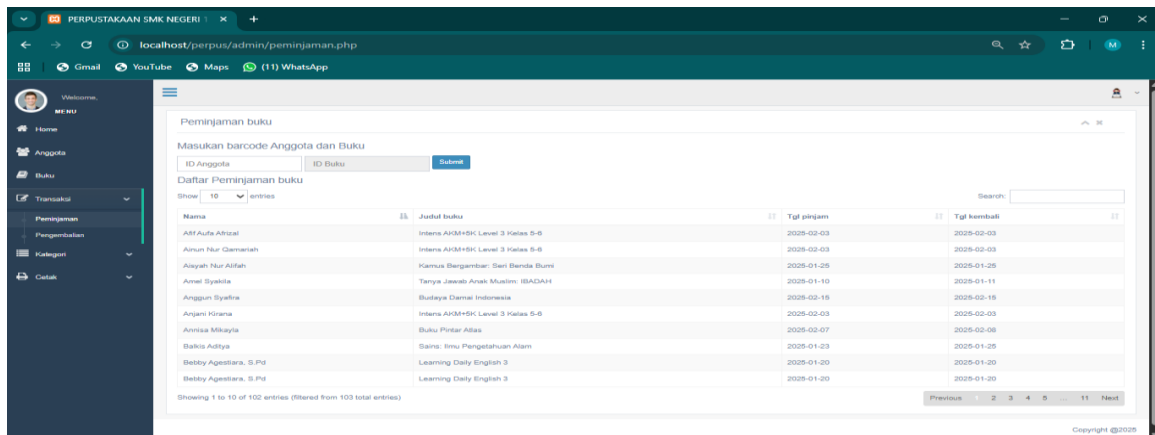 PERPUSTAKAAN SMK NEGERI 1
localhost/perpus/admin/peminjaman.php
M
Gmail YouTube Maps (11) WhatsApp
Welcome,
MENU
Home
Anggota
Buku
Transaksi
Peminjaman
Pengembalian
Kategori
Cetak
Peminjaman buku
Masukan barcode Anggota dan Buku
ID Anggota ID Buku Submit
Daftar Peminjaman buku
Show 10 entries Search:
Nama Judul buku Tgl pinjam Tgl kembali
Afif Aufa Afrizal Intens AKM+SK Level 3 Kelas 5-6 2025-02-03 2025-02-03
Ainun Nur Qamariah Intens AKM+SK Level 3 Kelas 5-6 2025-02-03 2025-02-03
Aisyah Nur Alifah Kamus Bergambar: Seri Benda Bumi 2025-01-25 2025-01-25
Amel Syakila Tanya Jawab Anak Muslim: IBADAH 2025-01-10 2025-01-11
Anggun Syafira Budaya Damai Indonesia 2025-02-15 2025-02-15
Anjani Kirana Intens AKM+SK Level 3 Kelas 5-6 2025-02-03 2025-02-03
Annisa Mikayla Buku Pintar Atlas 2025-02-07 2025-02-08
Balkis Aditya Sains: Ilmu Pengetahuan Alam 2025-01-23 2025-01-25
Bebby Agestiara, S.Pd Learning Daily English 3 2025-01-20 2025-01-20
Bebby Agestiara, S.Pd Learning Daily English 3 2025-01-20 2025-01-20
Showing 1 to 10 of 102 entries (filtered from 103 total entries) Previous 1 2 3 4 5 ... 11 Next
Copyright @2025